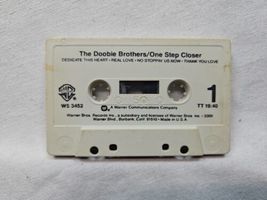 The Doobie Brothers/One Step Closer
DEDICATE THIS HEART • REAL LOVE • NO STOPPIN' US NOW • THANK YOU LOVE
WS 3452
1
A Warner Communications Company
TT 19:40
Warner Bros. Records Inc., a subsidiary and licensee of Warner Bros. Inc. • 3300
Warner Blvd., Burbank, Calif. 91510 • Made in U.S.A.